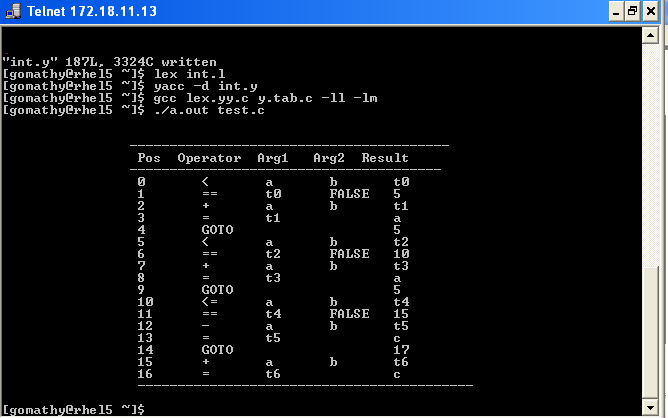 Telnet 172.18.11.13
"int.y" 187L, 3324C written
[gomathy@rhel5 ~]$ lex int.l
[gomathy@rhel5 ~]$ yacc -d int.y
[gomathy@rhel5 ~]$ gcc lex.yy.c y.tab.c -ll -lm
[gomathy@rhel5 ~]$ ./a.out test.c
Pos Operator Arg1 Arg2 Result
0 < a b t0
1 == t0 FALSE 5
2 + a b t1
3 = t1 a
4 GOTO 5
5 < a b t2
6 == t2 FALSE 10
7 + a b t3
8 = t3 a
9 GOTO 5
10 <= a b t4
11 == t4 FALSE 15
12 - a b t5
13 = t5 c
14 GOTO 17
15 + a b t6
16 = t6 c
[gomathy@rhel5 ~]$